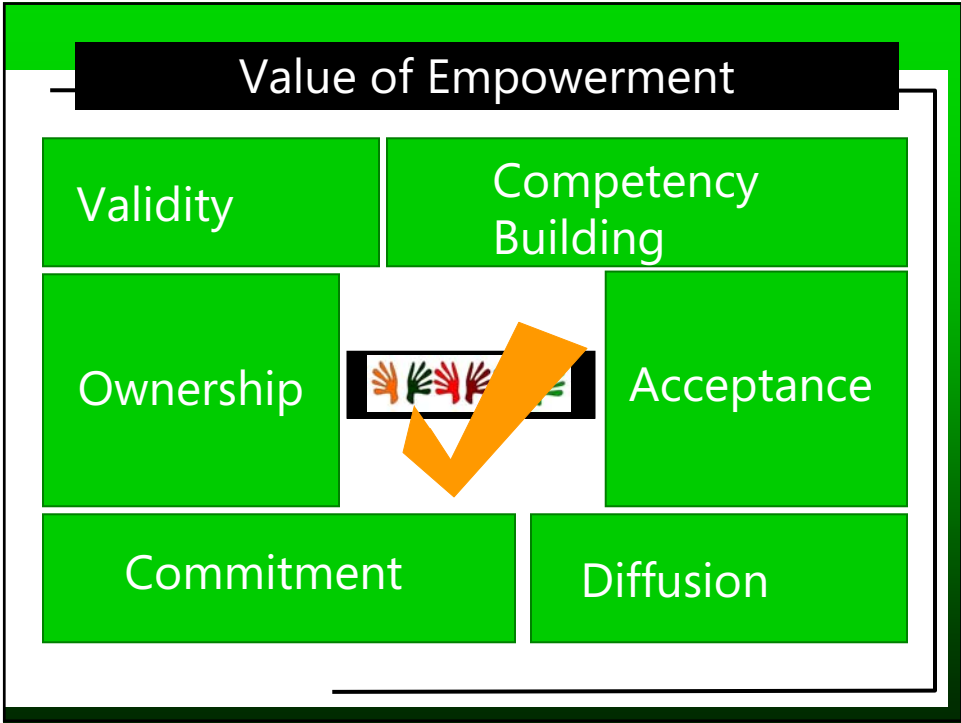 Value of Empowerment
Validity
Competency
Building
Ownership
Acceptance
Commitment
Diffusion